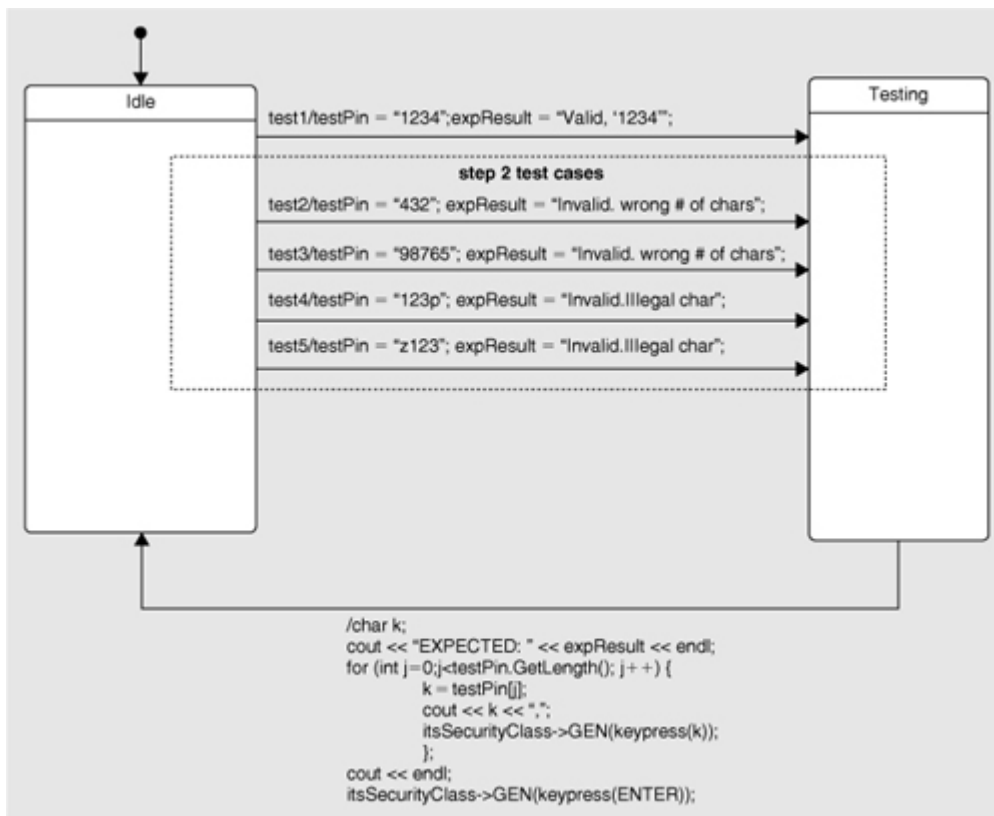 Idle
Testing
test1/testPin = “1234”;expResult = “Valid, ‘1234’”;
step 2 test cases
test2/testPin = “432”; expResult = “Invalid. wrong # of chars”;
test3/testPin = “98765”; expResult = “Invalid. wrong # of chars”;
test4/testPin = “123p”; expResult = “Invalid.Illegal char”;
test5/testPin = “z123”; expResult = “Invalid.Illegal char”;
/char k;
cout << “EXPECTED: ” << expResult << endl;
for (int j=0;j<testPin.GetLength(); j++) {
k = testPin[j];
cout << k << “,”;
itsSecurityClass->GEN(keypress(k));
};
cout << endl;
itsSecurityClass->GEN(keypress(ENTER));